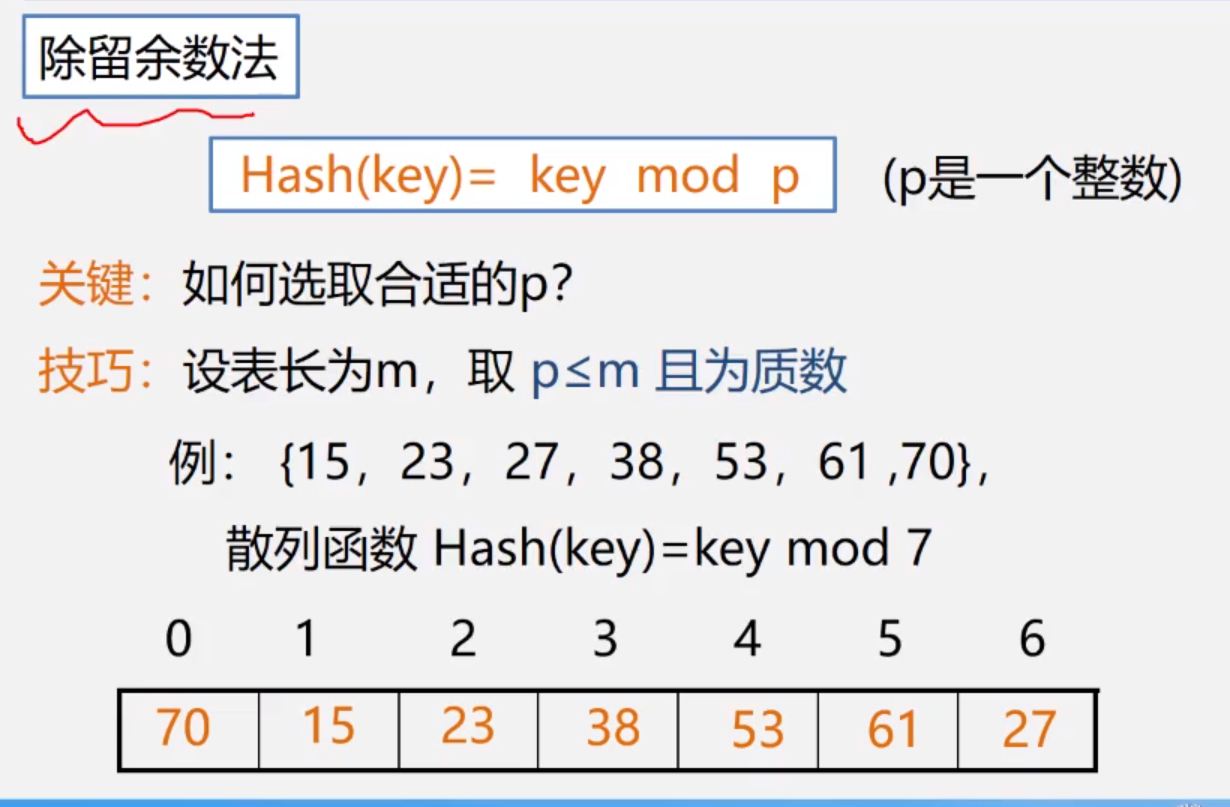 除留余数法
Hash(key)= key mod p (p是一个整数)
关键：如何选取合适的p？
技巧：设表长为m，取 p≤m 且为质数
例： {15，23，27，38，53，61 ,70}，
散列函数 Hash(key)=key mod 7
0 1 2 3 4 5 6
70 15 23 38 53 61 27